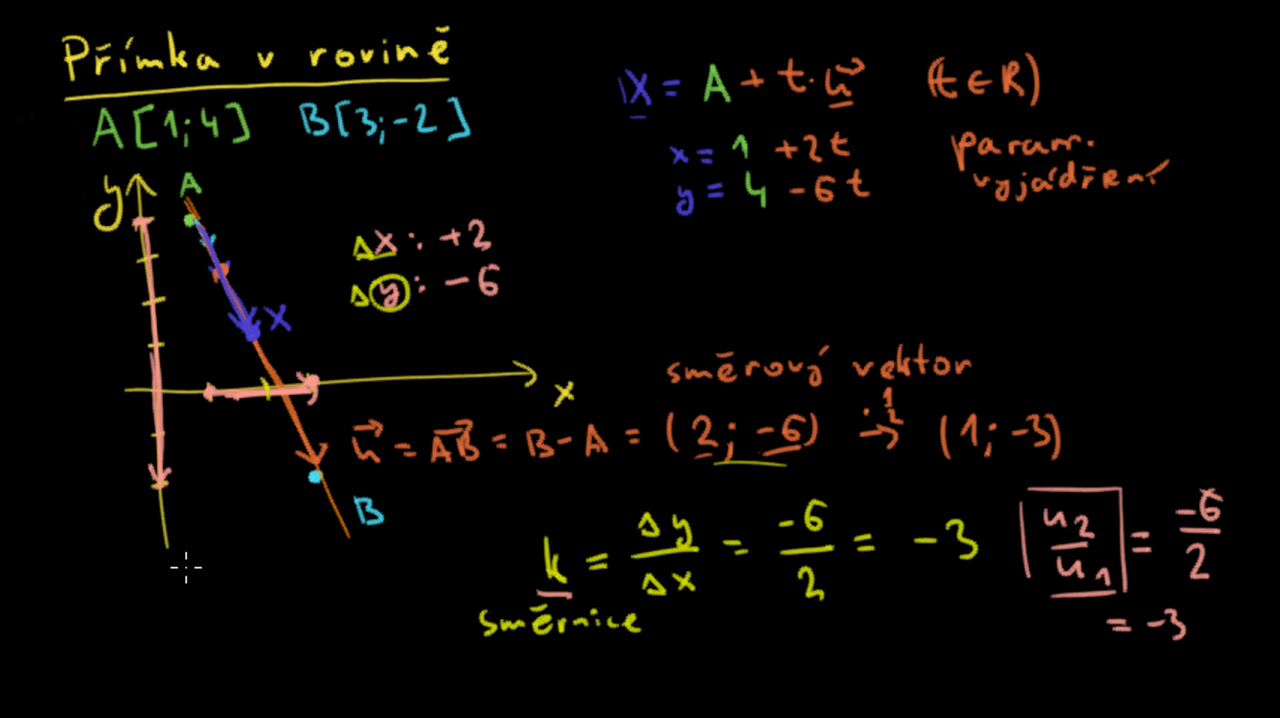 Přímka v rovině
A[1;4] B[3;-2]
X = A + t·u⃗ (t∈R)
x = 1 +2t
y = 4 -6t
param.
vyjádření
y
A
Δx: +2
Δy: -6
X
x
B
směrový vektor
u⃗ = A⃗B⃗ = B-A = (2;-6) :2→ (1;-3)
k = Δy/Δx = -6/2 = -3
směrnice
u₂/u₁ = -6/2
= -3